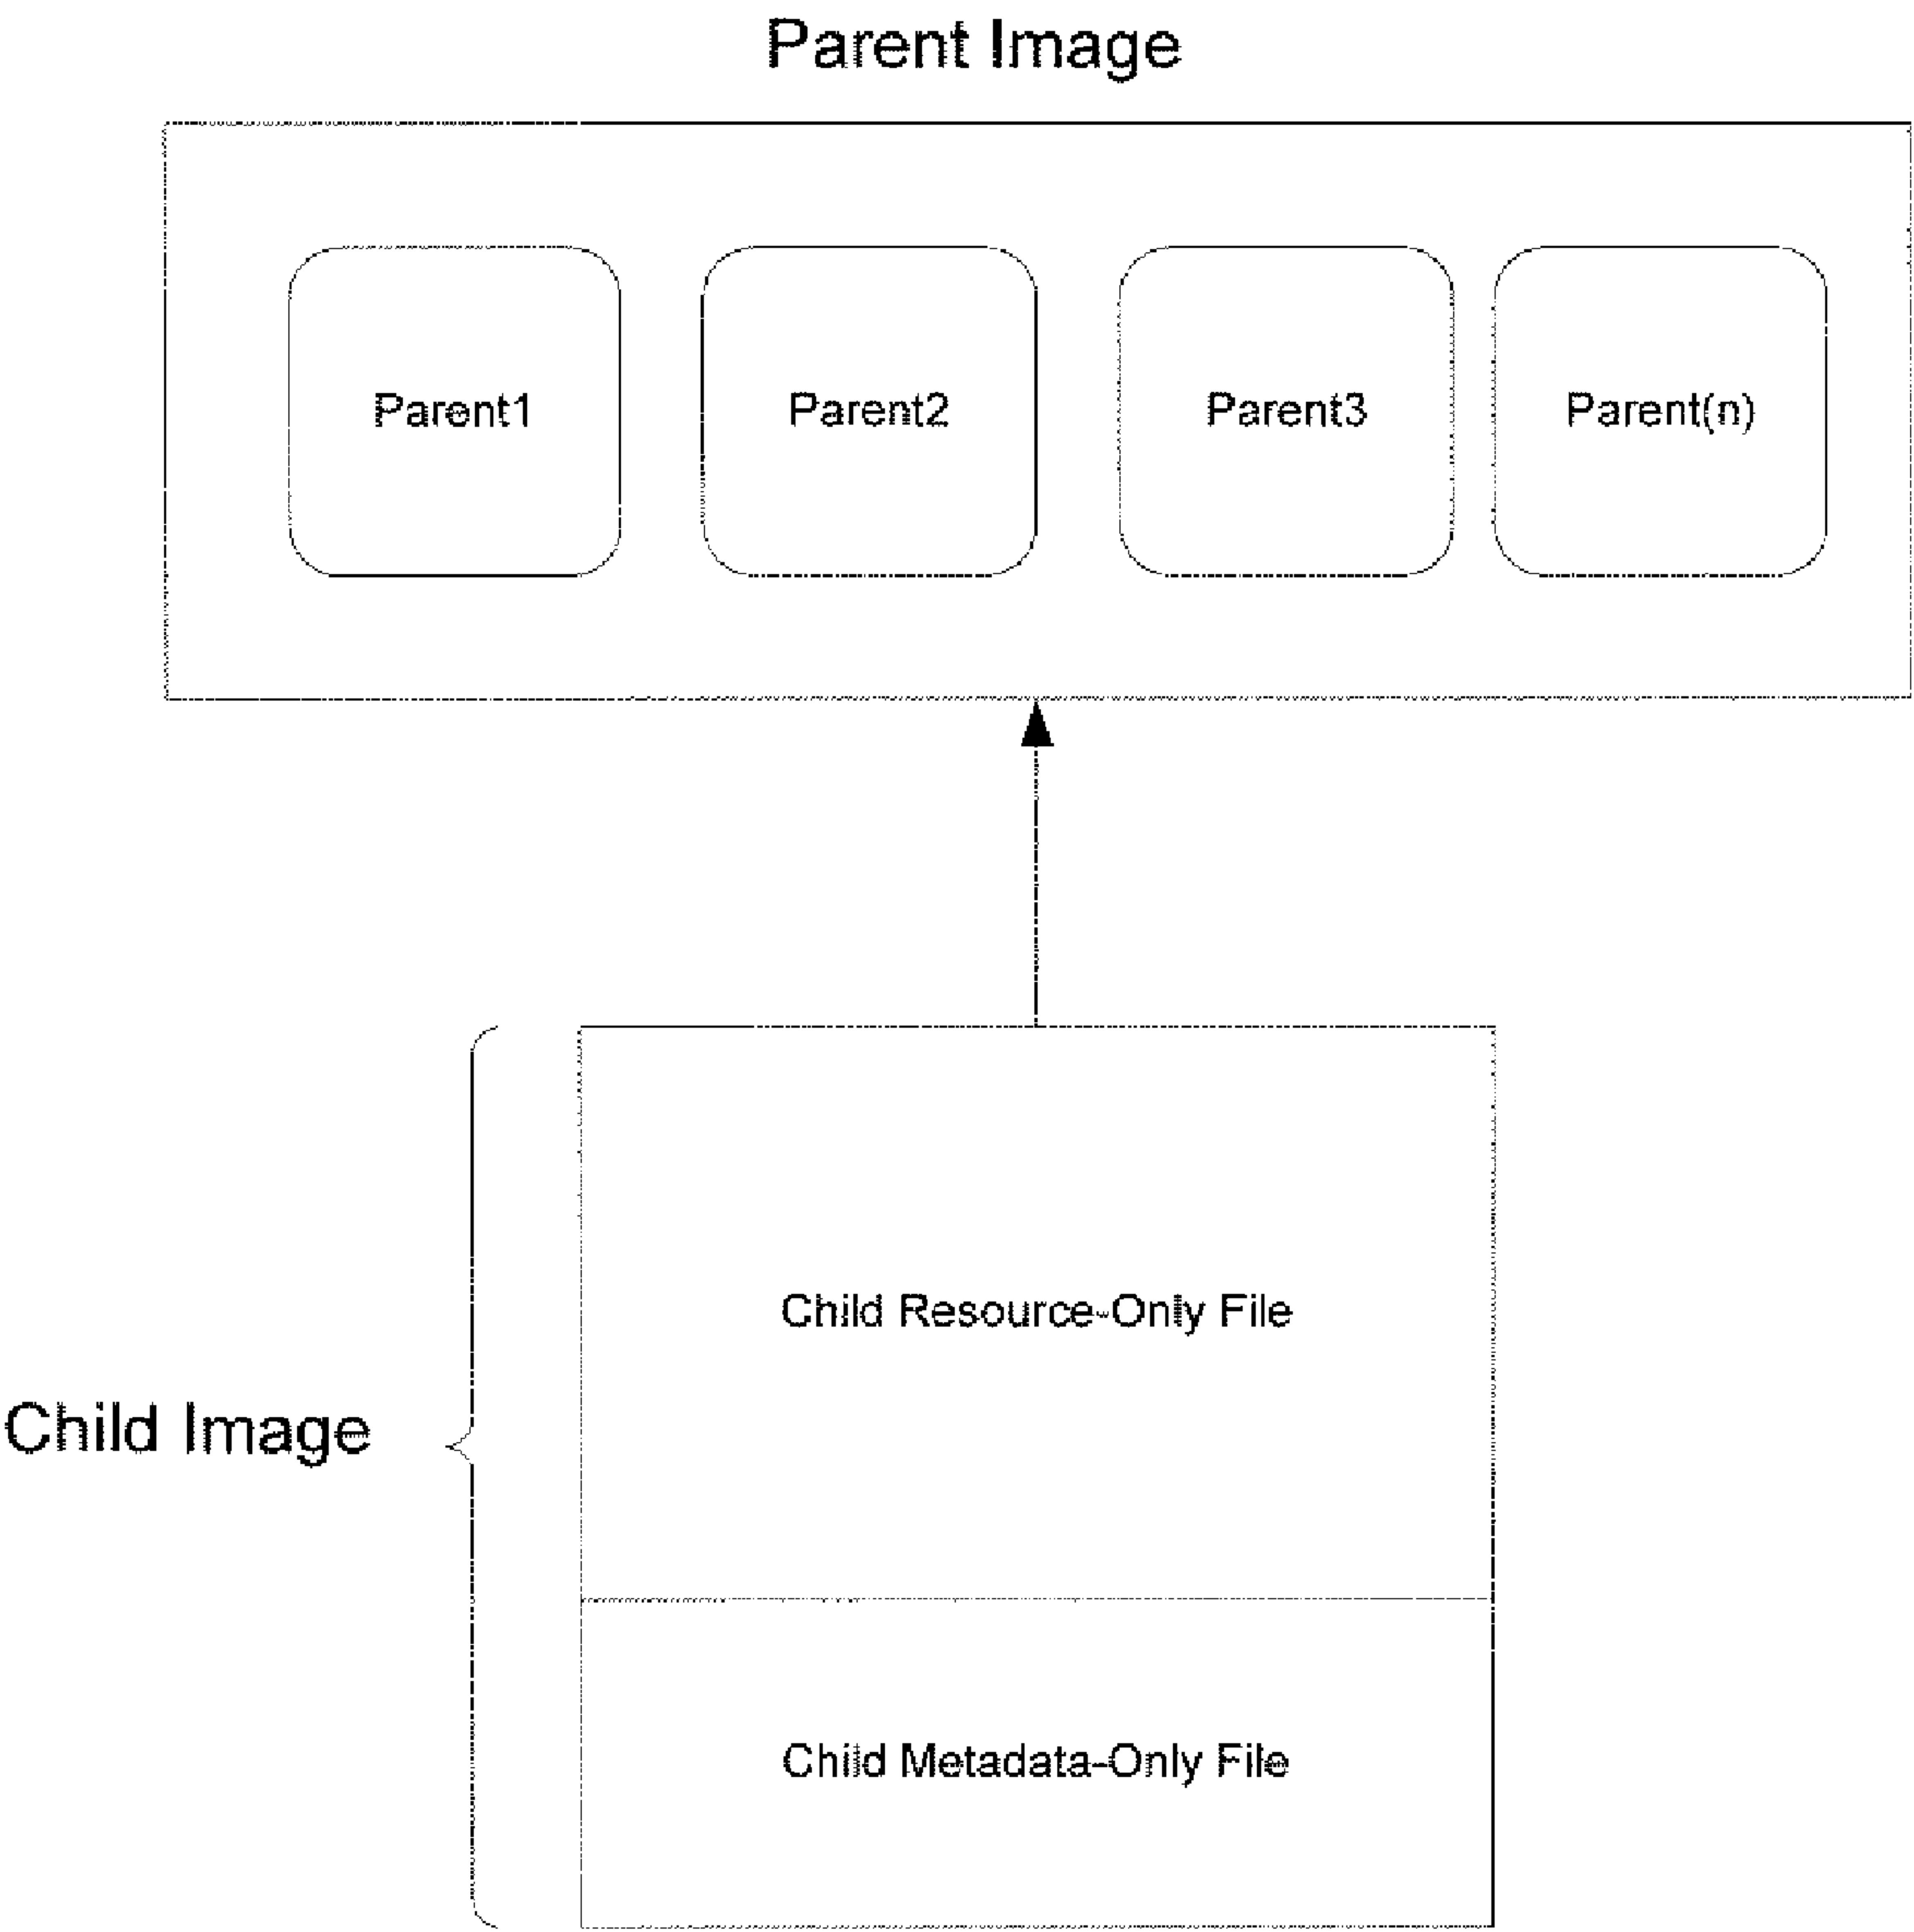 Parent Image
Parent1
Parent2
Parent3
Parent(n)
Child Resource-Only File
Child Image
Child Metadata-Only File